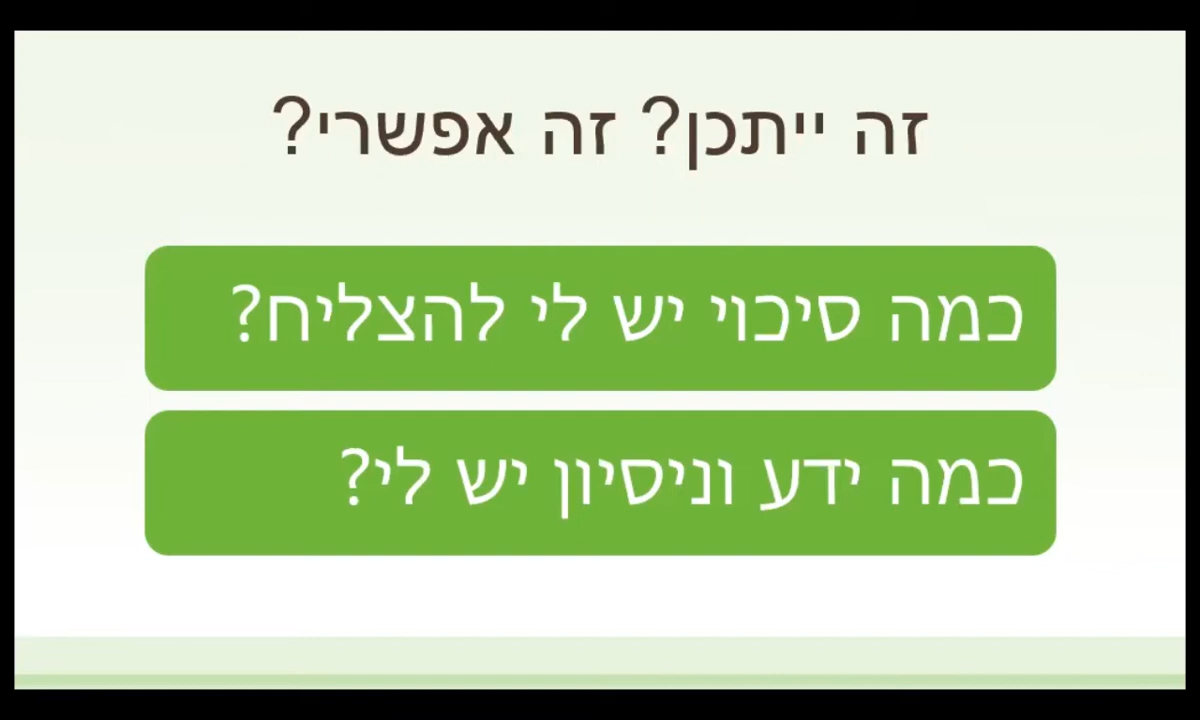 זה ייתכן? זה אפשרי?
כמה סיכוי יש לי להצליח?
כמה ידע וניסיון יש לי?